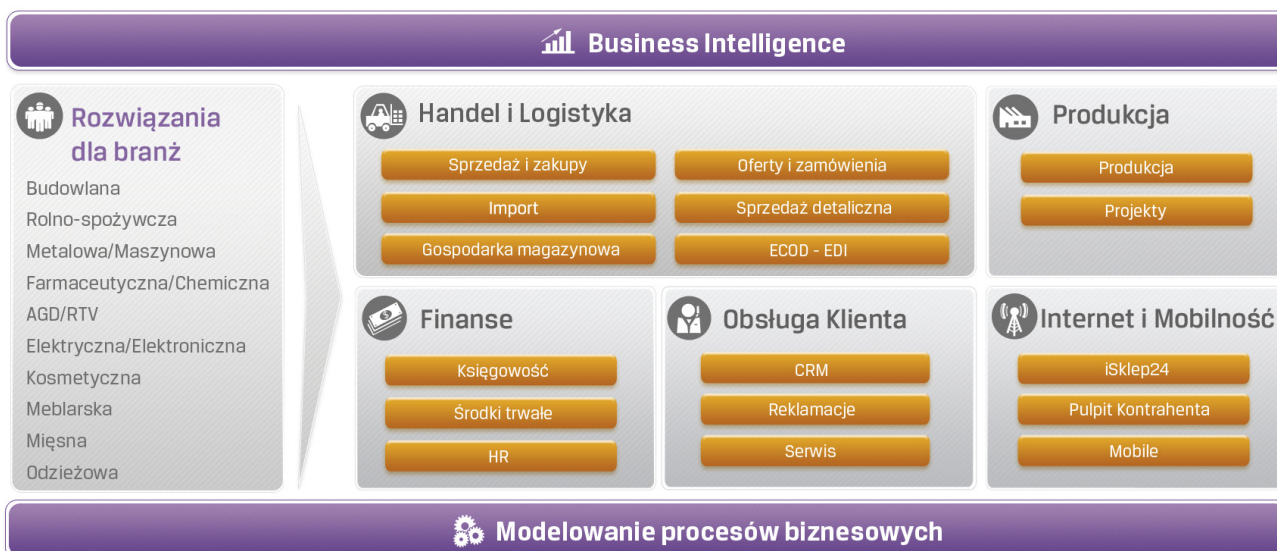 Business Intelligence
Rozwiązania
dla branż
Budowlana
Rolno-spożywcza
Metalowa/Maszynowa
Farmaceutyczna/Chemiczna
AGD/RTV
Elektryczna/Elektroniczna
Kosmetyczna
Meblarska
Mięsna
Odzieżowa
Handel i Logistyka
Sprzedaż i zakupy
Oferty i zamówienia
Import
Sprzedaż detaliczna
Gospodarka magazynowa
ECOD - EDI
Produkcja
Produkcja
Projekty
Finanse
Księgowość
Środki trwałe
HR
Obsługa Klienta
CRM
Reklamacje
Serwis
Internet i Mobilność
iSklep24
Pulpit Kontrahenta
Mobile
Modelowanie procesów biznesowych